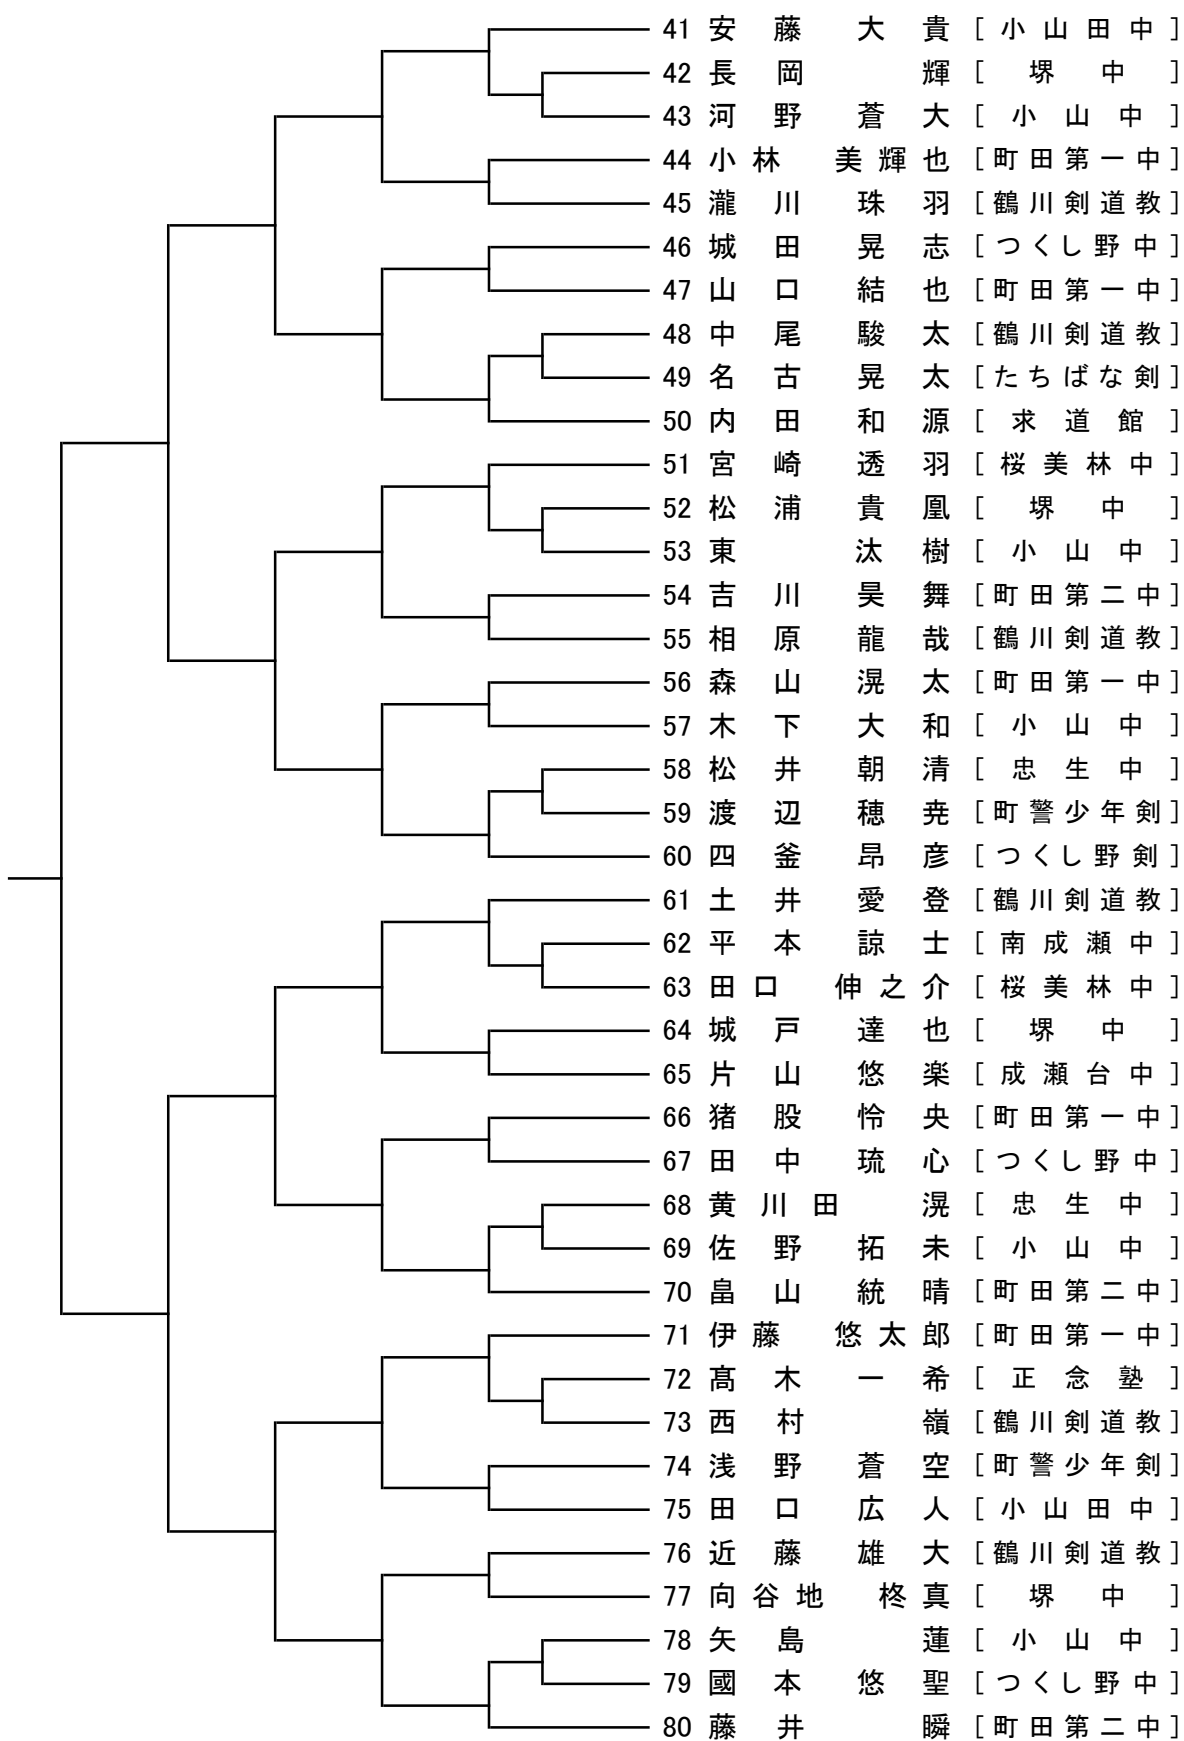 41 安藤 大貴 [小山田中]
42 長岡 輝 [堺中]
43 河野 蒼大 [小山中]
44 小林 美輝也 [町田第一中]
45 瀧川 珠羽 [鶴川剣道教]
46 城田 晃志 [つくし野中]
47 山口 結也 [町田第一中]
48 中尾 駿太 [鶴川剣道教]
49 名古 晃太 [たちばな剣]
50 内田 和源 [求道館]
51 宮崎 透羽 [桜美林中]
52 松浦 貴凰 [堺中]
53 東 汰樹 [小山中]
54 吉川 昊舞 [町田第二中]
55 相原 龍哉 [鶴川剣道教]
56 森山 滉太 [町田第一中]
57 木下 大和 [小山中]
58 松井 朝清 [忠生中]
59 渡辺 穂尭 [町警少年剣]
60 四釜 昂彦 [つくし野剣]
61 土井 愛登 [鶴川剣道教]
62 平本 諒士 [南成瀬中]
63 田口 伸之介 [桜美林中]
64 城戸 達也 [堺中]
65 片山 悠楽 [成瀬台中]
66 猪股 怜央 [町田第一中]
67 田中 琉心 [つくし野中]
68 黄川田 滉 [忠生中]
69 佐野 拓未 [小山中]
70 畠山 統晴 [町田第二中]
71 伊藤 悠太郎 [町田第一中]
72 髙木 一希 [正念塾]
73 西村 嶺 [鶴川剣道教]
74 浅野 蒼空 [町警少年剣]
75 田口 広人 [小山田中]
76 近藤 雄大 [鶴川剣道教]
77 向谷地 柊真 [堺中]
78 矢島 蓮 [小山中]
79 國本 悠聖 [つくし野中]
80 藤井 瞬 [町田第二中]